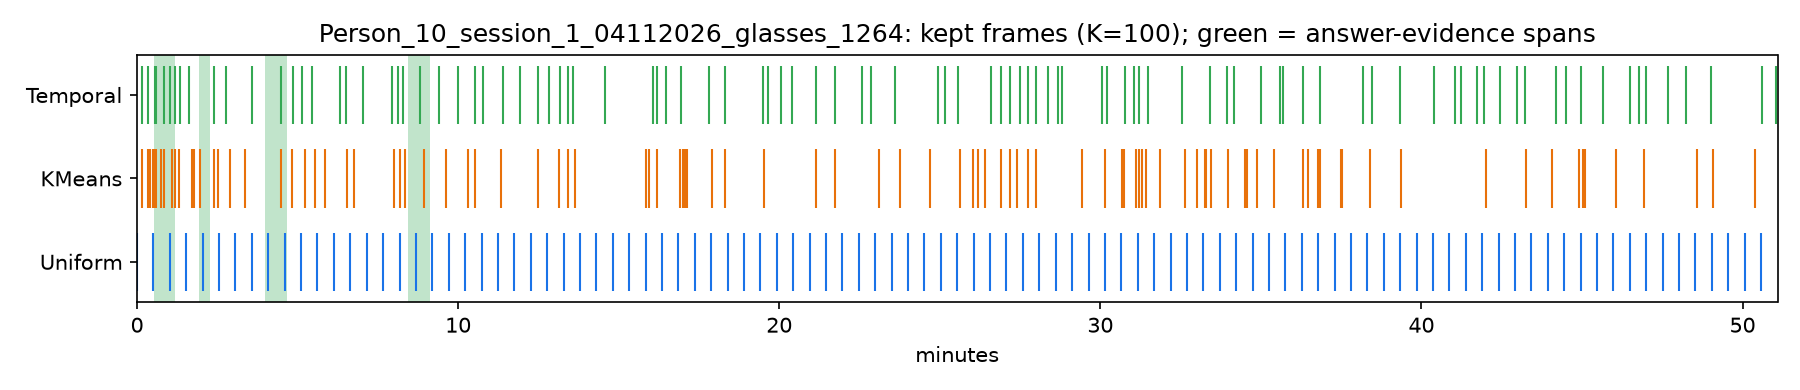 Person_10_session_1_04112026_glasses_1264: kept frames (K=100); green = answer-evidence spans
Temporal
KMeans
Uniform
0 10 20 30 40 50
minutes